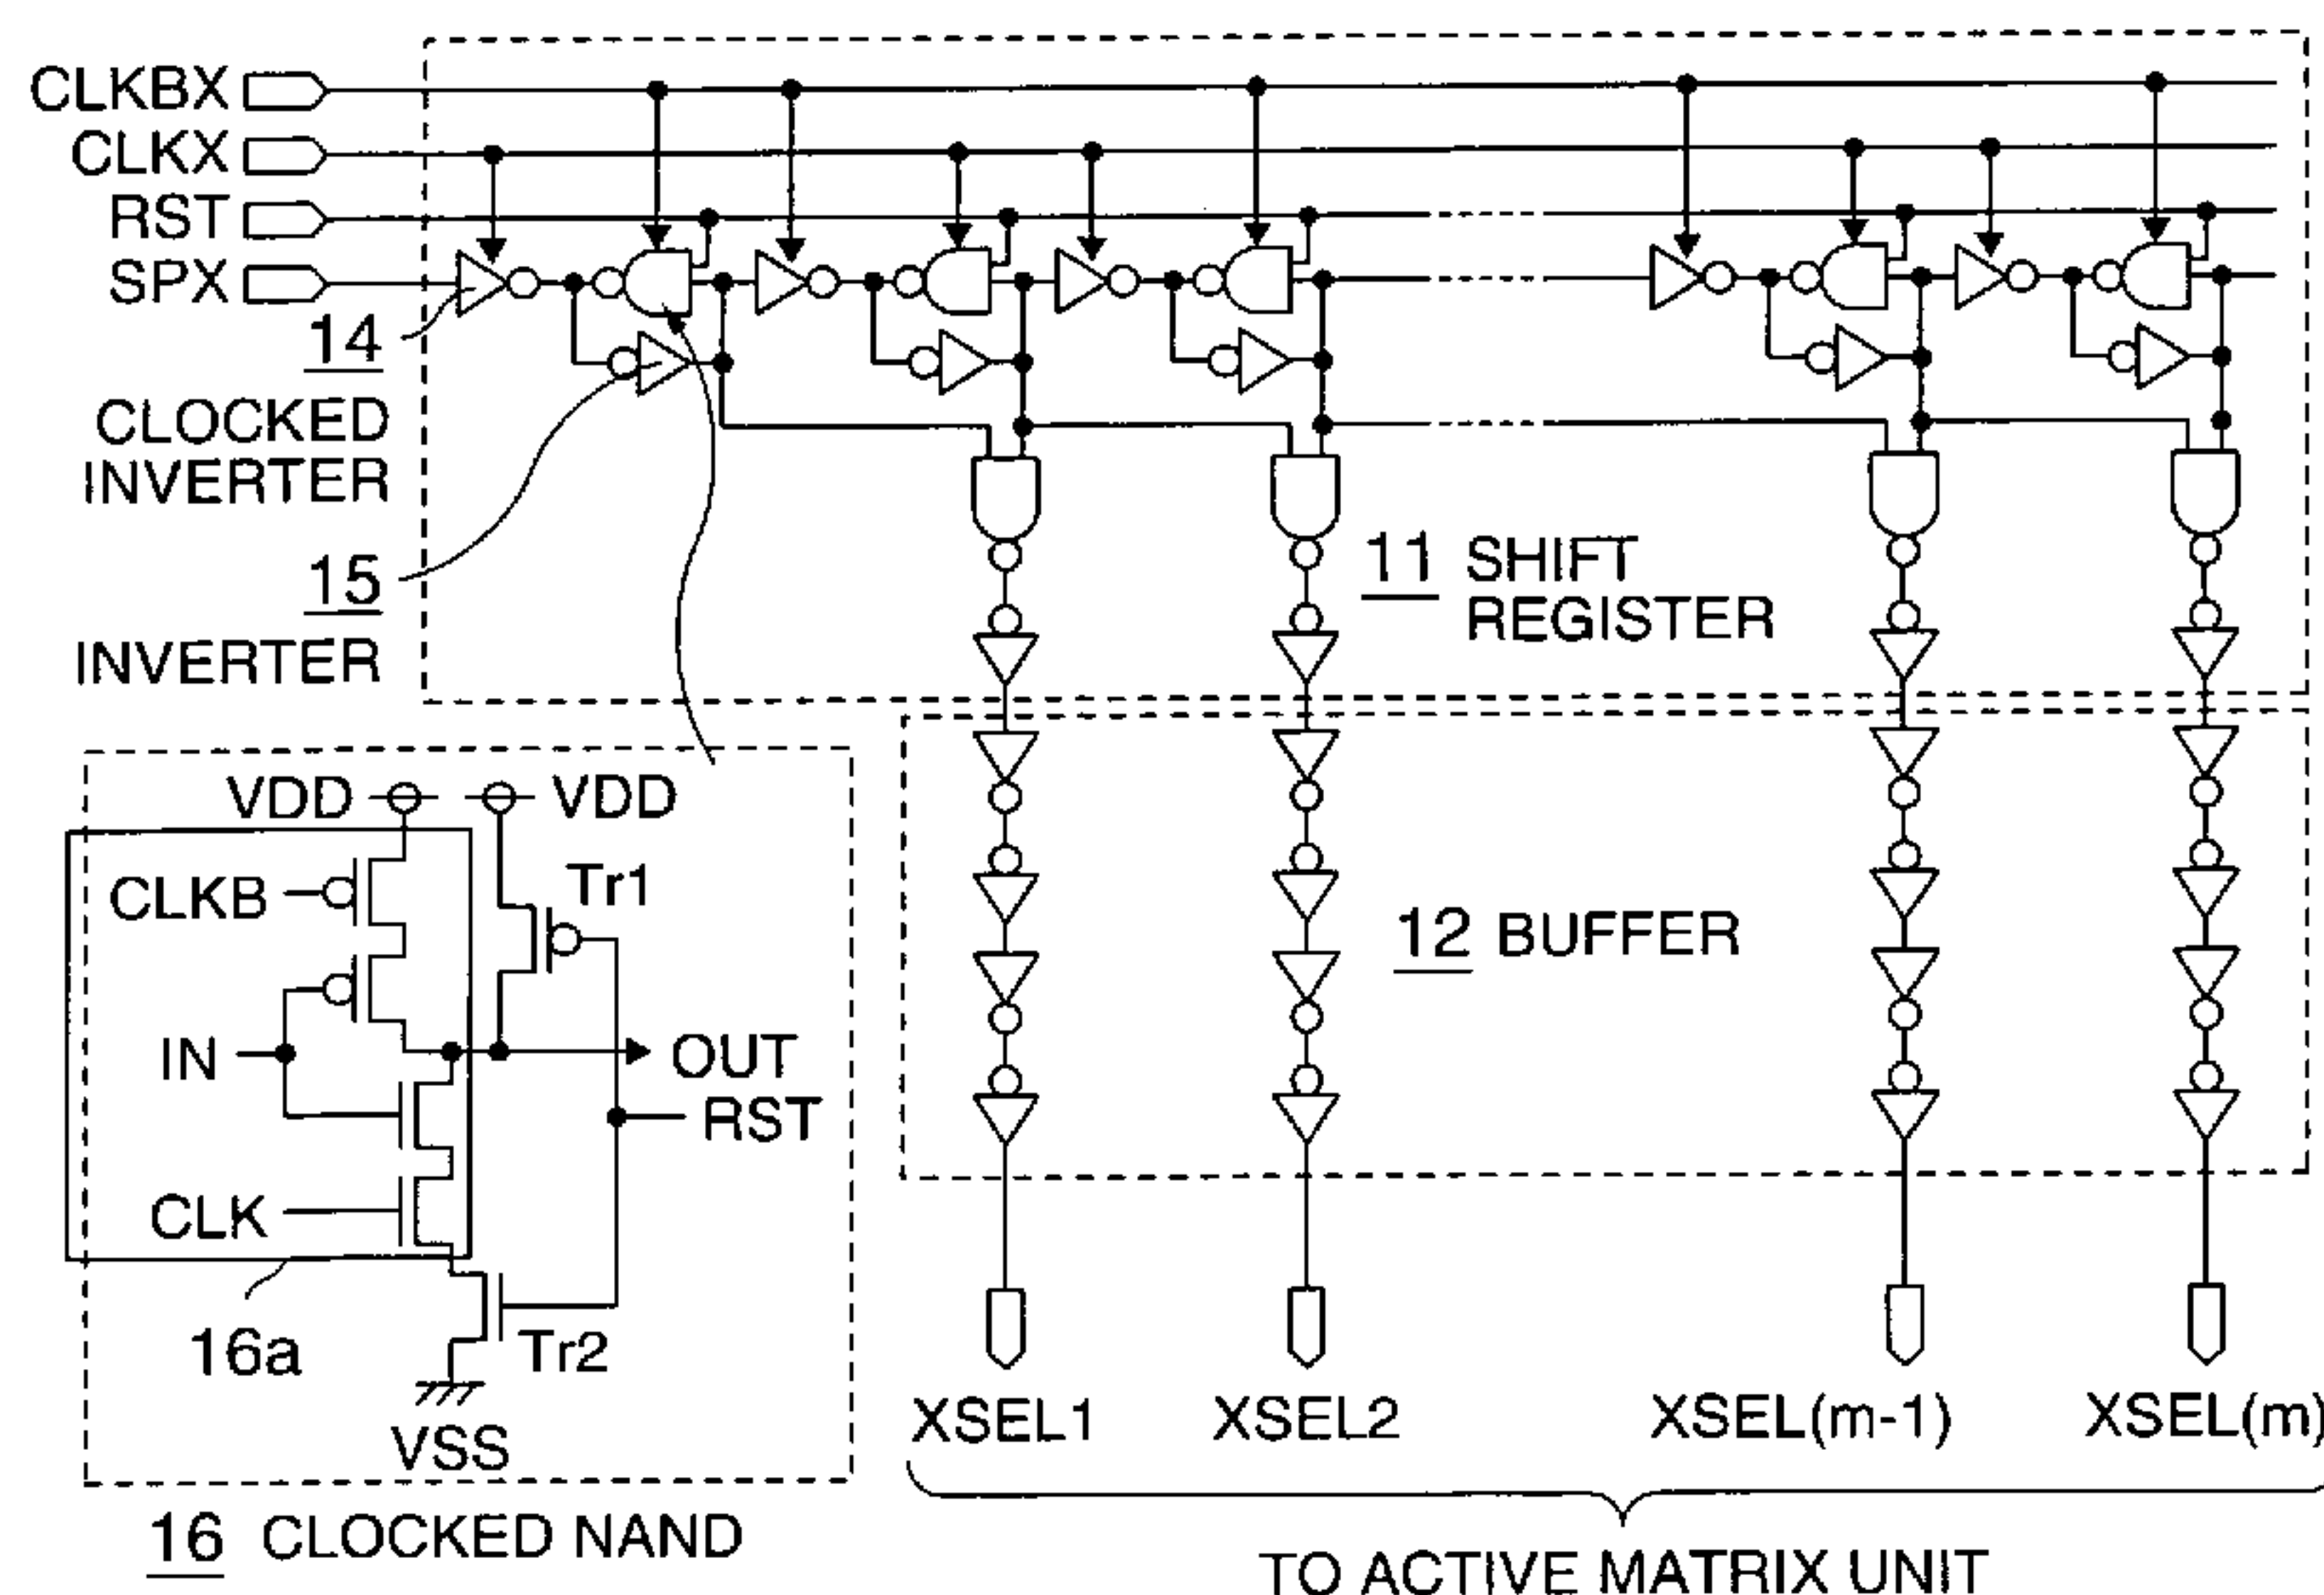 CLKBX
CLKX
RST
SPX
14
CLOCKED
INVERTER
15
INVERTER
11 SHIFT
REGISTER
VDD VDD
CLKB
Tr1
IN
OUT
RST
CLK
16a
Tr2
VSS
16 CLOCKED NAND
12 BUFFER
XSEL1 XSEL2 XSEL(m-1) XSEL(m)
TO ACTIVE MATRIX UNIT